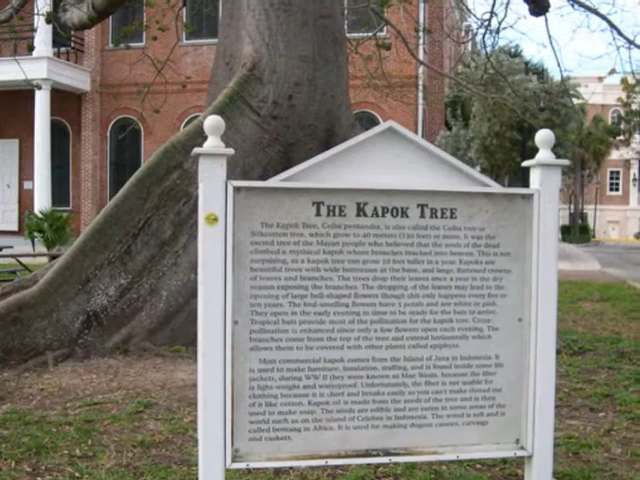 THE KAPOK TREE
The Kapok Tree, Ceiba pentandra, is also called the Ceiba tree or
Silkcotton tree, which grow to 40 meters (130 feet) or more. It was the
sacred tree of the Mayan people who believed that the souls of the dead
climbed a mythical kapok whose branches reached into heaven. This is not
surprising, as a kapok tree can grow 10 feet taller in a year. Kapoks are
beautiful trees with wide buttresses at the base, and large, flattened crowns
of leaves and branches. The trees drop their leaves once a year in the dry
season exposing the branches. The dropping of the leaves may lead to the
opening of large bell-shaped flowers though this only happens every five or
ten years. The foul-smelling flowers have 5 petals and are white or pink.
They open in the early evening in time to be ready for the bats to arrive.
Tropical bats provide most of the pollination for the kapok tree. Cross-
pollination is enhanced since only a few flowers open each evening. The
branches come from the top of the tree and extend horizontally which
allows them to be covered with other plants called epiphyte.
Most commercial kapok comes from the Island of Java in Indonesia. It
is used to make furniture, insulation, stuffing, and is found inside some life
jackets, during WW II they were known as Mae Wests, because the fiber
is light-weight and waterproof. Unfortunately, the fiber is not usable for
clothing because it is short and breaks easily so you can't make thread out
of it like cotton. Kapok oil is made from the seeds of the tree and is then
used to make soap. The seeds are edible and are eaten in some areas of the
world such as on the island of Celebes in Indonesia. The wood is soft and is
called bentang in Africa. It is used for making dugout canoes, carvings
and caskets.